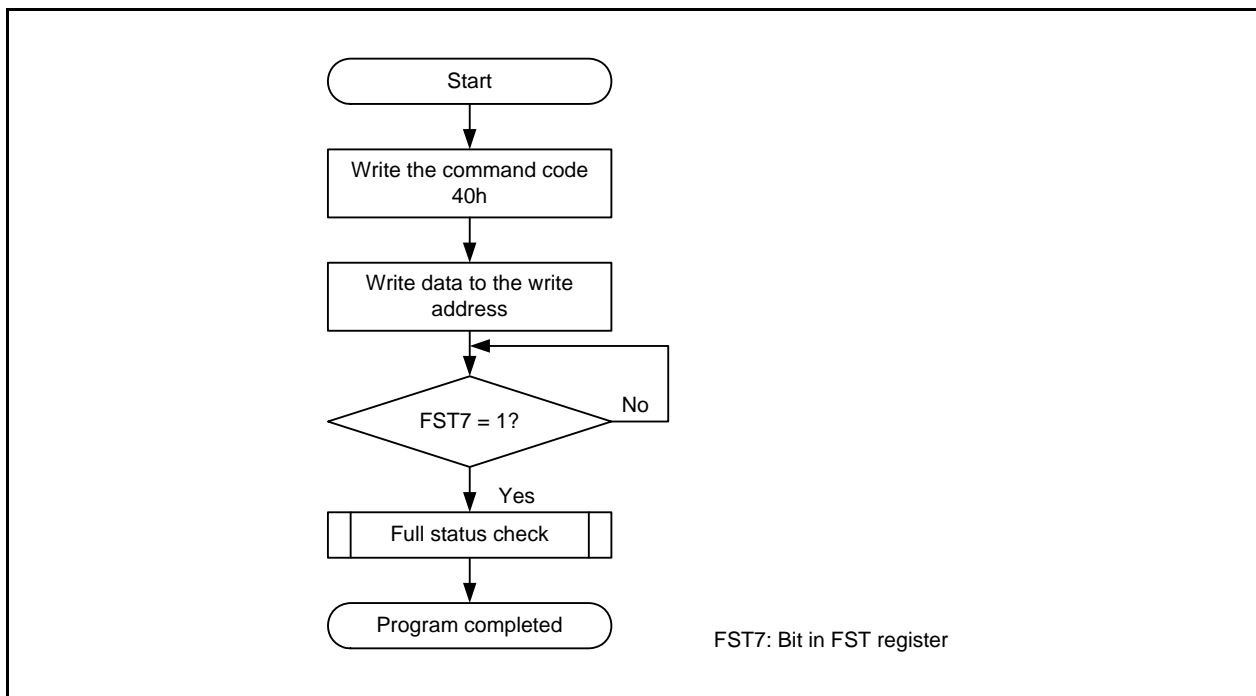 Start
Write the command code
40h
Write data to the write
address
FST7 = 1?
No
Yes
Full status check
Program completed
FST7: Bit in FST register